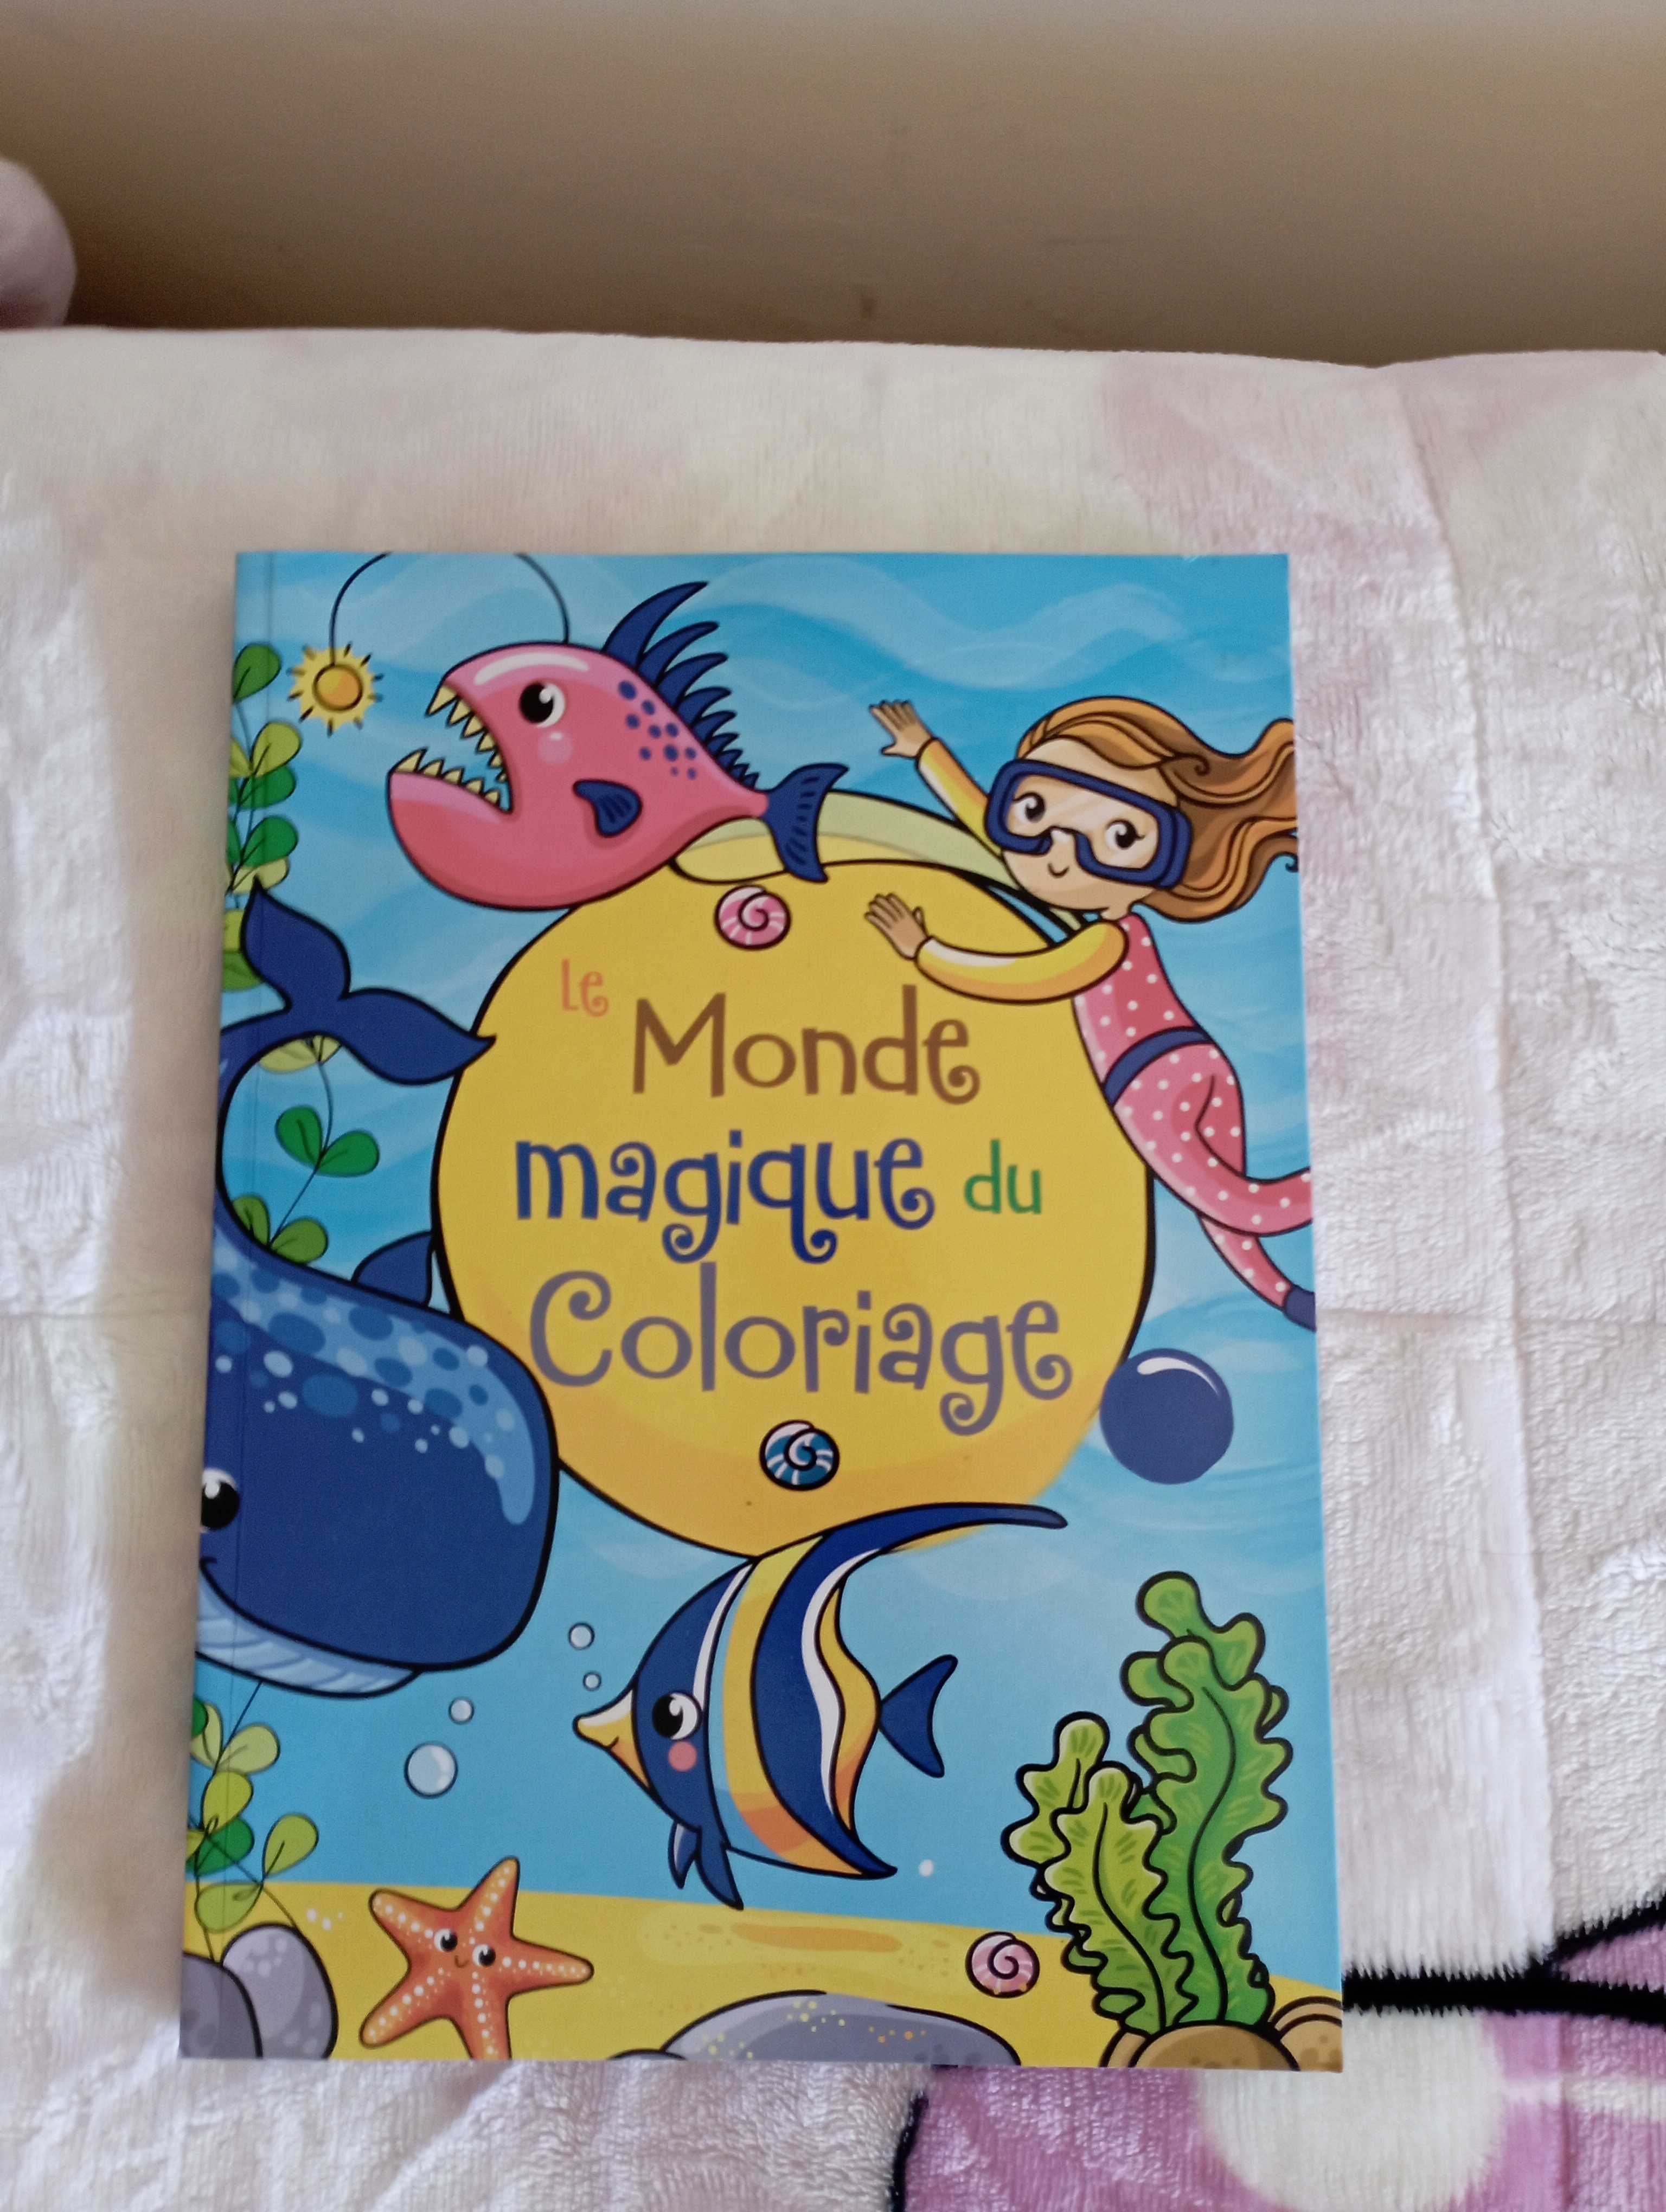 Le
Monde
magique du
Coloriage